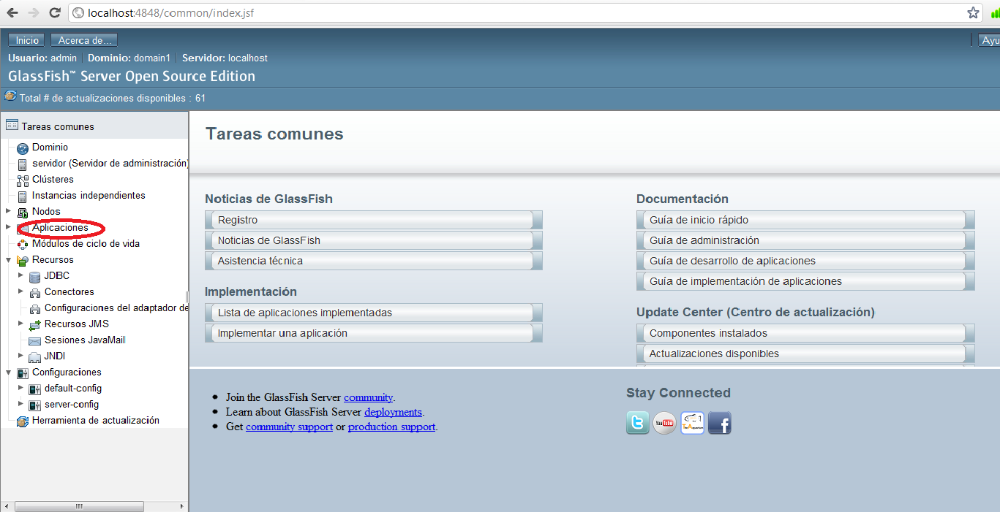 localhost:4848/common/index.jsf
Inicio Acerca de... Ayu
Usuario: admin Dominio: domain1 Servidor: localhost
GlassFish™ Server Open Source Edition
Total # de actualizaciones disponibles : 61
Tareas comunes
Dominio
servidor (Servidor de administración)
Clústeres
Instancias independientes
Nodos
Aplicaciones
Módulos de ciclo de vida
Recursos
JDBC
Conectores
Configuraciones del adaptador de
Recursos JMS
Sesiones JavaMail
JNDI
Configuraciones
default-config
server-config
Herramienta de actualización
Tareas comunes
Noticias de GlassFish
Registro
Noticias de GlassFish
Asistencia técnica
Implementación
Lista de aplicaciones implementadas
Implementar una aplicación
Documentación
Guía de inicio rápido
Guía de administración
Guía de desarrollo de aplicaciones
Guía de implementación de aplicaciones
Update Center (Centro de actualización)
Componentes instalados
Actualizaciones disponibles
Join the GlassFish Server community.
Learn about GlassFish Server deployments.
Get community support or production support.
Stay Connected
You Tube